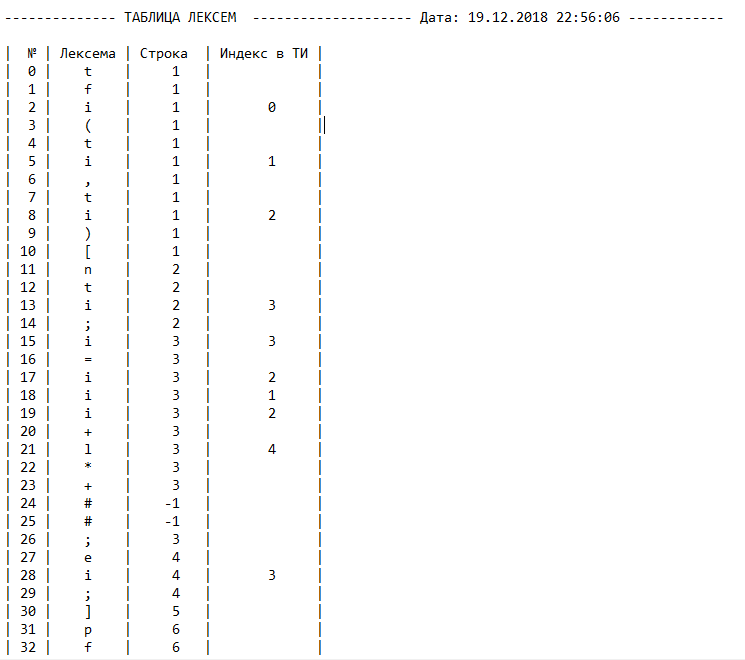 -------------- ТАБЛИЦА ЛЕКСЕМ -------------------- Дата: 19.12.2018 22:56:06 ------------
| № | Лексема | Строка | Индекс в ТИ |
| 0 | t | 1 | |
| 1 | f | 1 | |
| 2 | i | 1 | 0 |
| 3 | ( | 1 | |
| 4 | t | 1 | |
| 5 | i | 1 | 1 |
| 6 | , | 1 | |
| 7 | t | 1 | |
| 8 | i | 1 | 2 |
| 9 | ) | 1 | |
| 10 | [ | 1 | |
| 11 | n | 2 | |
| 12 | t | 2 | |
| 13 | i | 2 | 3 |
| 14 | ; | 2 | |
| 15 | i | 3 | 3 |
| 16 | = | 3 | |
| 17 | i | 3 | 2 |
| 18 | i | 3 | 1 |
| 19 | i | 3 | 2 |
| 20 | + | 3 | |
| 21 | l | 3 | 4 |
| 22 | * | 3 | |
| 23 | + | 3 | |
| 24 | # | -1 | |
| 25 | # | -1 | |
| 26 | ; | 3 | |
| 27 | e | 4 | |
| 28 | i | 4 | 3 |
| 29 | ; | 4 | |
| 30 | ] | 5 | |
| 31 | p | 6 | |
| 32 | f | 6 | |